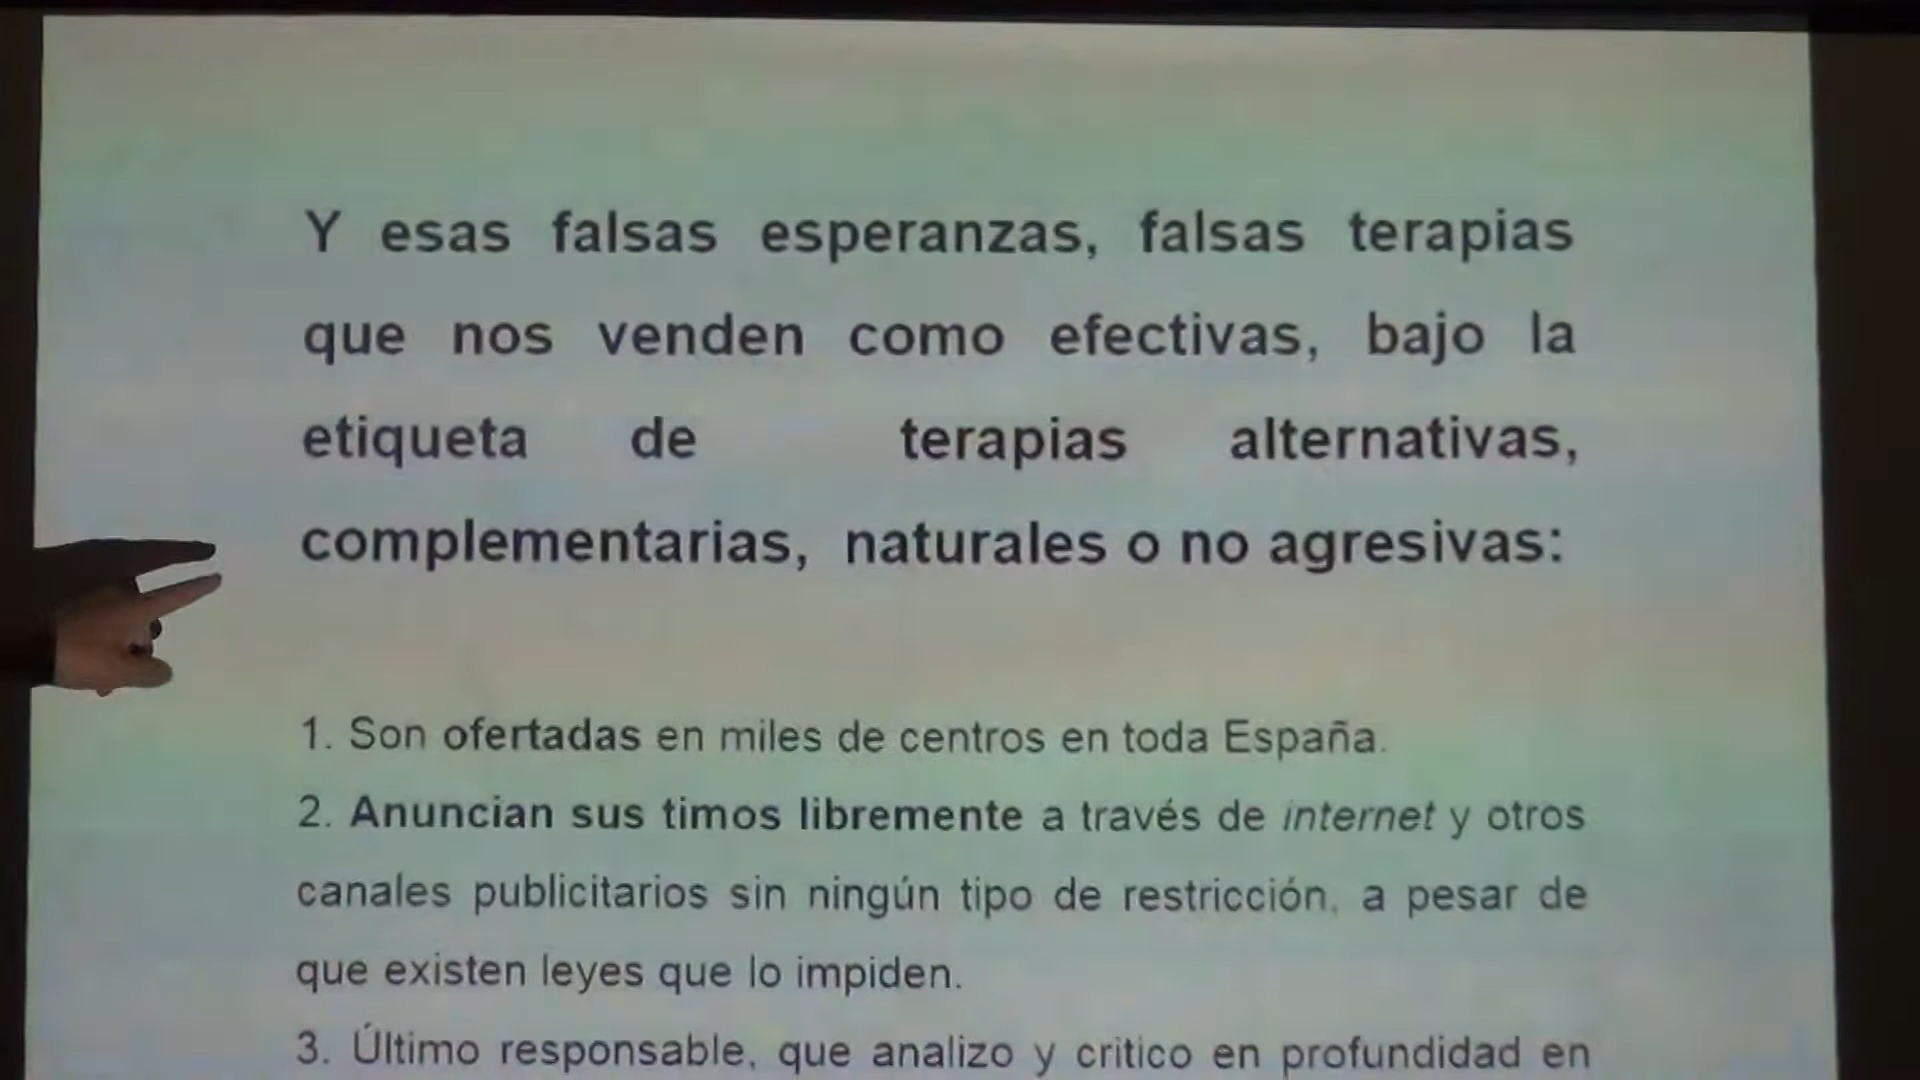 Y esas falsas esperanzas, falsas terapias
que nos venden como efectivas, bajo la
etiqueta de terapias alternativas,
complementarias, naturales o no agresivas:
1. Son ofertadas en miles de centros en toda España.
2. Anuncian sus timos libremente a través de internet y otros
canales publicitarios sin ningún tipo de restricción, a pesar de
que existen leyes que lo impiden.
3. Último responsable, que analizo y critico en profundidad en